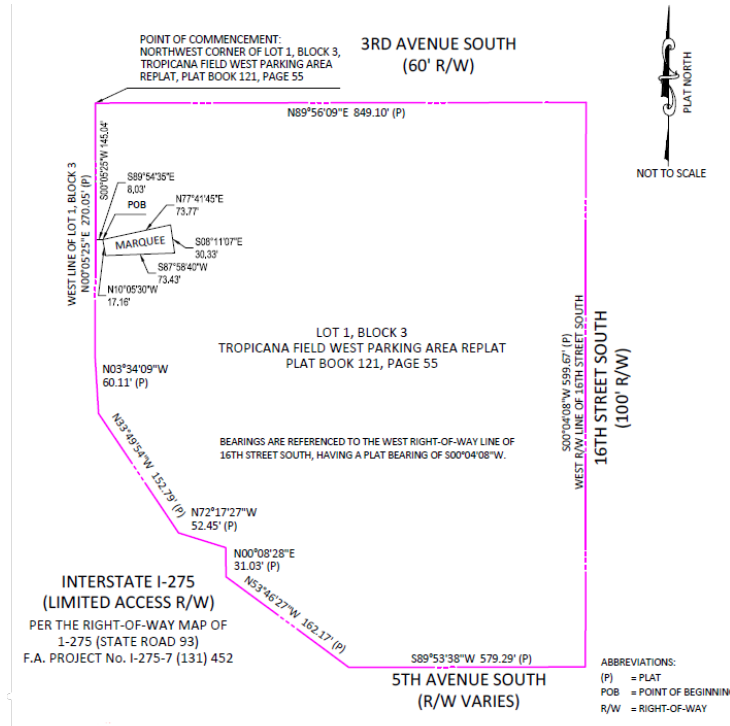 POINT OF COMMENCEMENT:
NORTHWEST CORNER OF LOT 1, BLOCK 3,
TROPICANA FIELD WEST PARKING AREA
REPLAT, PLAT BOOK 121, PAGE 55
3RD AVENUE SOUTH
(60' R/W)
PLAT NORTH
NOT TO SCALE
N89°56'09"E 849.10' (P)
WEST LINE OF LOT 1, BLOCK 3
N00°05'25"E 270.05' (P)
S00°05'25"W 145.04'
S89°54'35"E
8,03'
POB
N77°41'45"E
73.77'
MARQUEE
S08°11'07"E
30,33'
S87°58'40"W
73.43'
N10°05'30"W
17.16'
LOT 1, BLOCK 3
TROPICANA FIELD WEST PARKING AREA REPLAT
PLAT BOOK 121, PAGE 55
S00°04'08"W 599.67' (P)
WEST R/W LINE OF 16TH STREET SOUTH
16TH STREET SOUTH
(100' R/W)
N03°34'09"W
60.11' (P)
N33°49'54"W 152.79' (P)
BEARINGS ARE REFERENCED TO THE WEST RIGHT-OF-WAY LINE OF
16TH STREET SOUTH, HAVING A PLAT BEARING OF S00°04'08"W.
N72°17'27"W
52.45' (P)
N00°08'28"E
31.03' (P)
N53°46'27"W 162.17' (P)
INTERSTATE I-275
(LIMITED ACCESS R/W)
PER THE RIGHT-OF-WAY MAP OF
1-275 (STATE ROAD 93)
F.A. PROJECT No. I-275-7 (131) 452
S89°53'38"W 579.29' (P)
5TH AVENUE SOUTH
(R/W VARIES)
ABBREVIATIONS:
(P) = PLAT
POB = POINT OF BEGINNING
R/W = RIGHT-OF-WAY